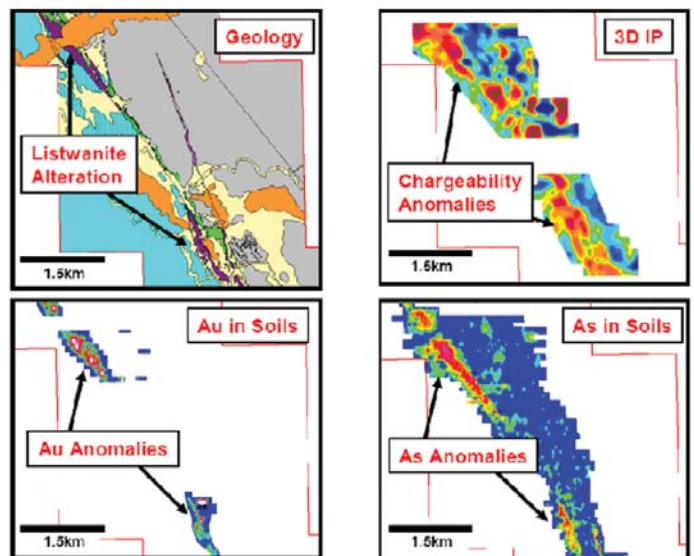 Geology
Listwanite
Alteration
1.5km
3D IP
Chargeability
Anomalies
1.5km
Au in Soils
Au Anomalies
1.5km
As in Soils
As Anomalies
1.5km